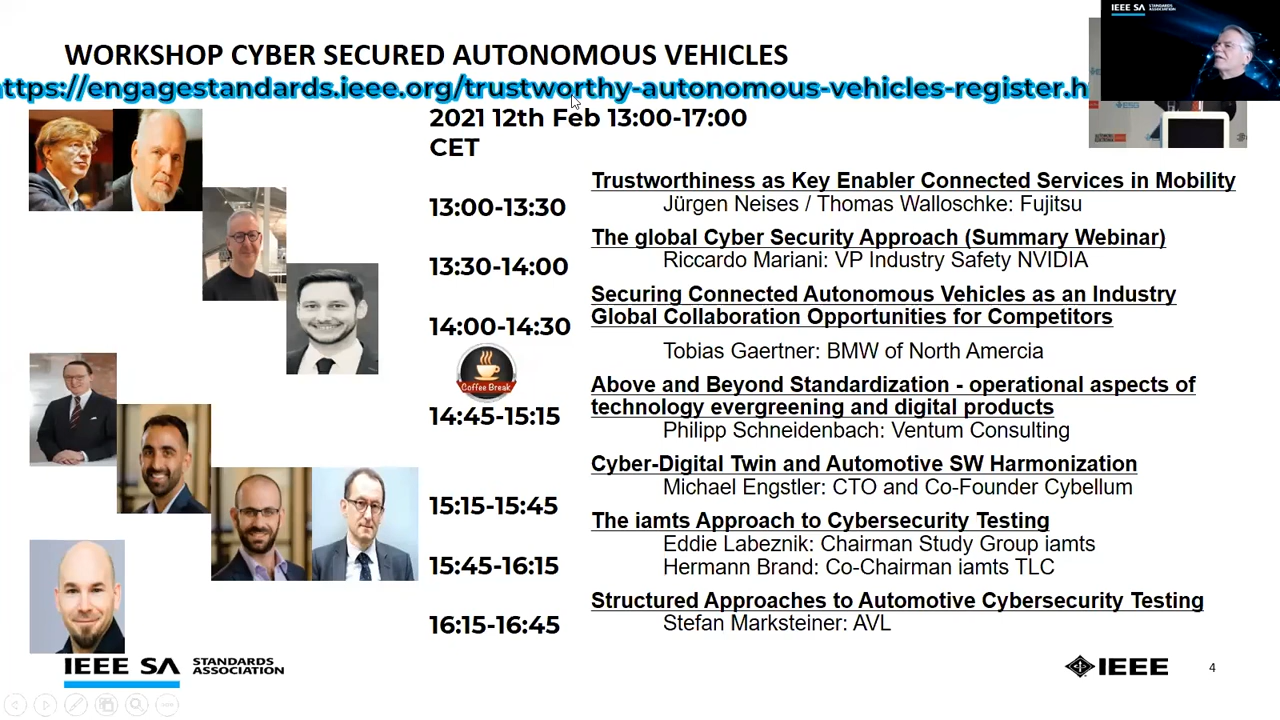 IEEE SA STANDARDS ASSOCIATION
WORKSHOP CYBER SECURED AUTONOMOUS VEHICLES
https://engagestandards.ieee.org/trustworthy-autonomous-vehicles-register.h
2021 12th Feb 13:00-17:00
CET
13:00-13:30
Trustworthiness as Key Enabler Connected Services in Mobility
Jürgen Neises / Thomas Walloschke: Fujitsu
13:30-14:00
The global Cyber Security Approach (Summary Webinar)
Riccardo Mariani: VP Industry Safety NVIDIA
14:00-14:30
Securing Connected Autonomous Vehicles as an Industry
Global Collaboration Opportunities for Competitors
Tobias Gaertner: BMW of North Amercia
Coffee Break
14:45-15:15
Above and Beyond Standardization - operational aspects of
technology evergreening and digital products
Philipp Schneidenbach: Ventum Consulting
15:15-15:45
Cyber-Digital Twin and Automotive SW Harmonization
Michael Engstler: CTO and Co-Founder Cybellum
15:45-16:15
The iamts Approach to Cybersecurity Testing
Eddie Labeznik: Chairman Study Group iamts
Hermann Brand: Co-Chairman iamts TLC
16:15-16:45
Structured Approaches to Automotive Cybersecurity Testing
Stefan Marksteiner: AVL
IEEE SA STANDARDS
ASSOCIATION
IEEE
4